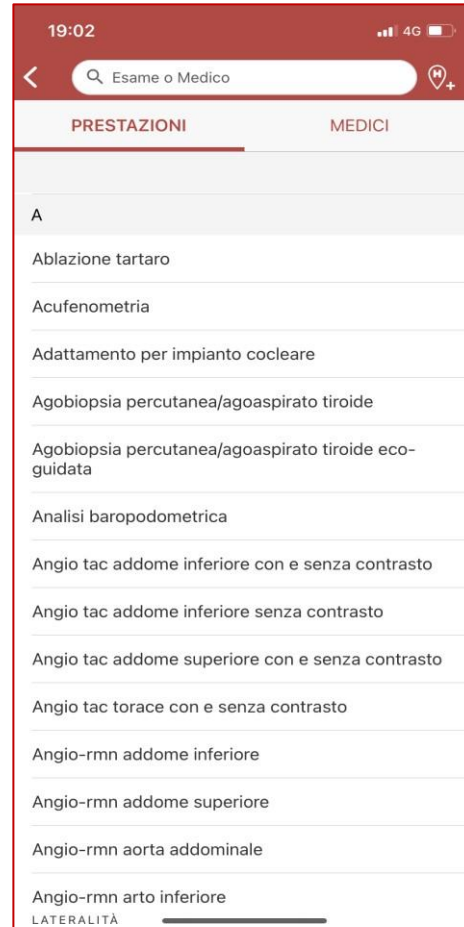 19:02
4G
Esame o Medico
H
+
PRESTAZIONI
MEDICI
A
Ablazione tartaro
Acufenometria
Adattamento per impianto cocleare
Agobiopsia percutanea/agoaspirato tiroide
Agobiopsia percutanea/agoaspirato tiroide eco-
guidata
Analisi baropodometrica
Angio tac addome inferiore con e senza contrasto
Angio tac addome inferiore senza contrasto
Angio tac addome superiore con e senza contrasto
Angio tac torace con e senza contrasto
Angio-rmn addome inferiore
Angio-rmn addome superiore
Angio-rmn aorta addominale
Angio-rmn arto inferiore
LATERALITÀ